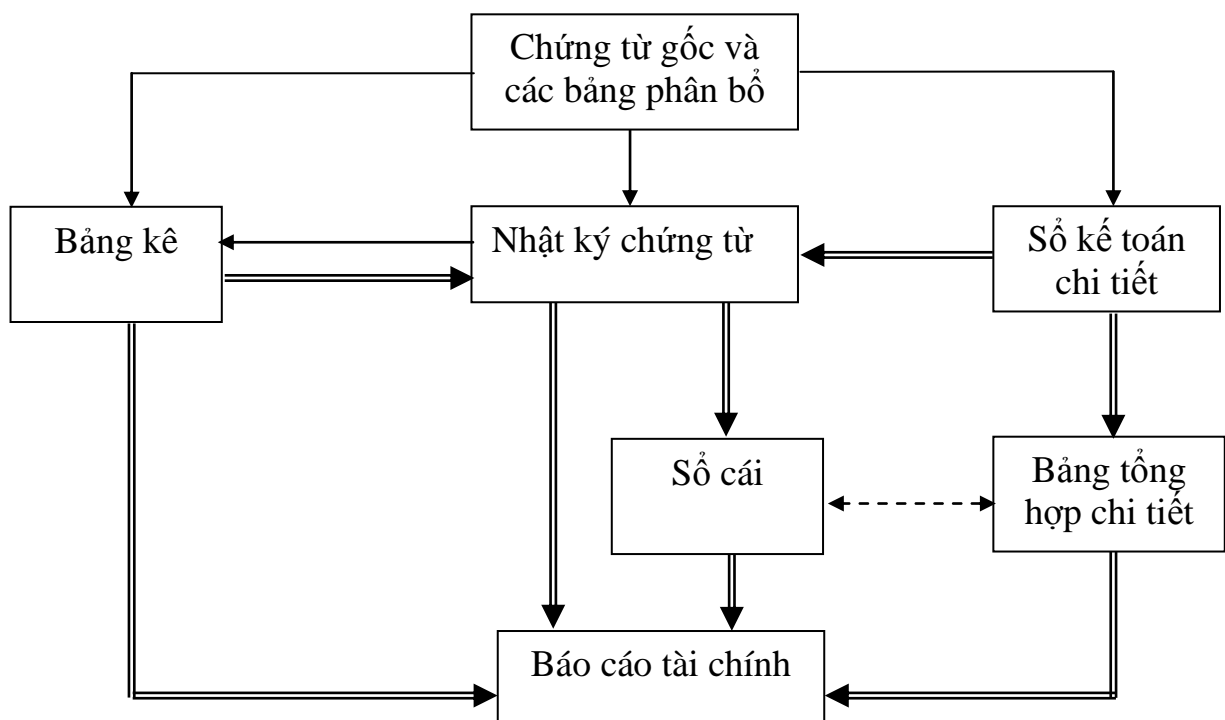 Chứng từ gốc và
các bảng phân bổ
Bảng kê
Nhật ký chứng từ
Sổ kế toán
chi tiết
Sổ cái
Bảng tổng
hợp chi tiết
Báo cáo tài chính